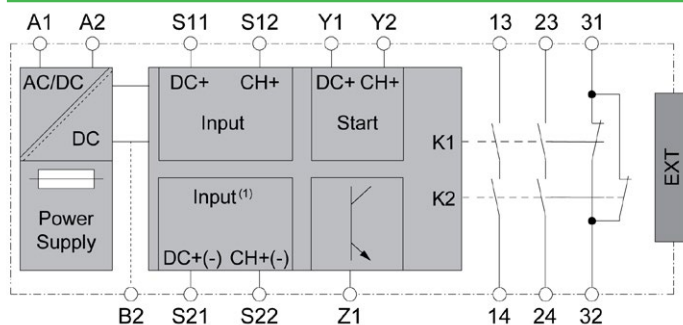 A1 A2 S11 S12 Y1 Y2 13 23 31
AC/DC DC+ CH+ DC+ CH+
Input Start
DC K1
EXT
Input(1) K2
Power
Supply
DC+(-) CH+(-)
B2 S21 S22 Z1 14 24 32